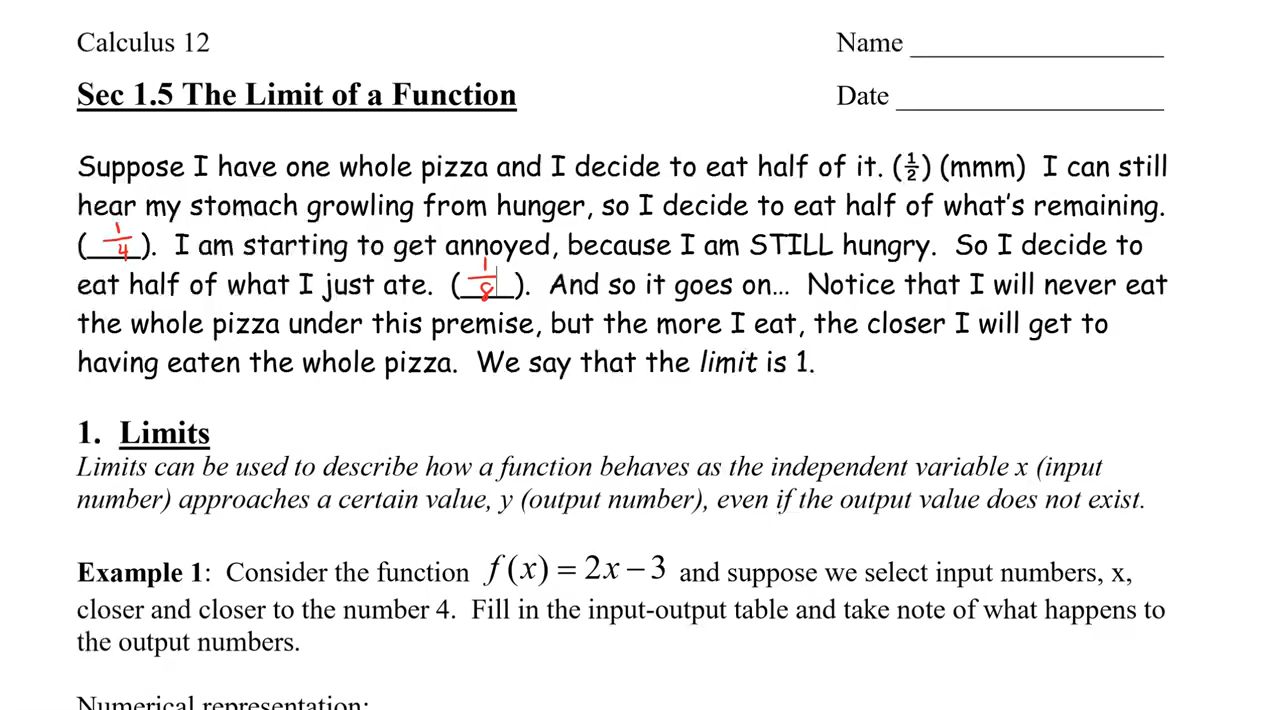 Calculus 12 Name __________________
Sec 1.5 The Limit of a Function Date ___________________
Suppose I have one whole pizza and I decide to eat half of it. (½) (mmm) I can still
hear my stomach growling from hunger, so I decide to eat half of what's remaining.
(1/4). I am starting to get annoyed, because I am STILL hungry. So I decide to
eat half of what I just ate. (1/8). And so it goes on... Notice that I will never eat
the whole pizza under this premise, but the more I eat, the closer I will get to
having eaten the whole pizza. We say that the limit is 1.
1. Limits
Limits can be used to describe how a function behaves as the independent variable x (input
number) approaches a certain value, y (output number), even if the output value does not exist.
Example 1: Consider the function f(x) = 2x − 3 and suppose we select input numbers, x,
closer and closer to the number 4. Fill in the input-output table and take note of what happens to
the output numbers.
Numerical representation: